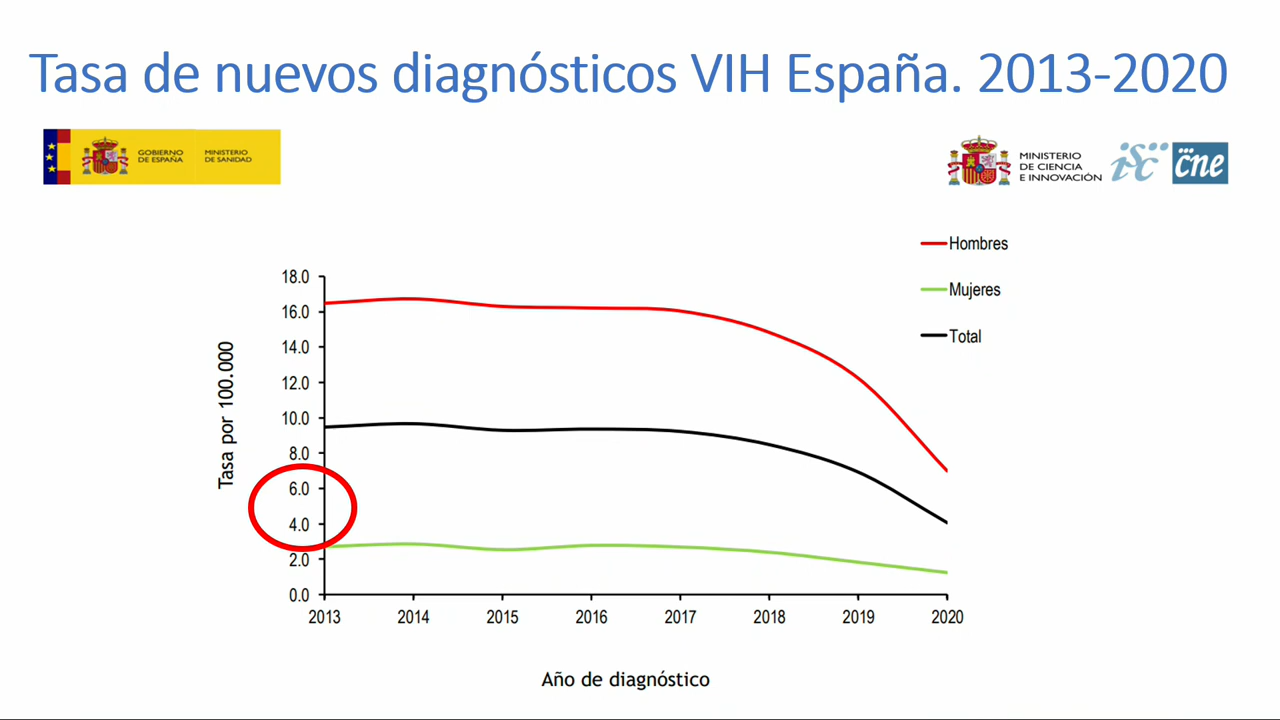 Tasa de nuevos diagnósticos VIH España. 2013-2020
GOBIERNO
DE ESPAÑA
MINISTERIO
DE SANIDAD
MINISTERIO
DE CIENCIA
E INNOVACIÓN
isciii
cne
Hombres
Mujeres
Total
Tasa por 100.000
18.0
16.0
14.0
12.0
10.0
8.0
6.0
4.0
2.0
0.0
2013 2014 2015 2016 2017 2018 2019 2020
Año de diagnóstico